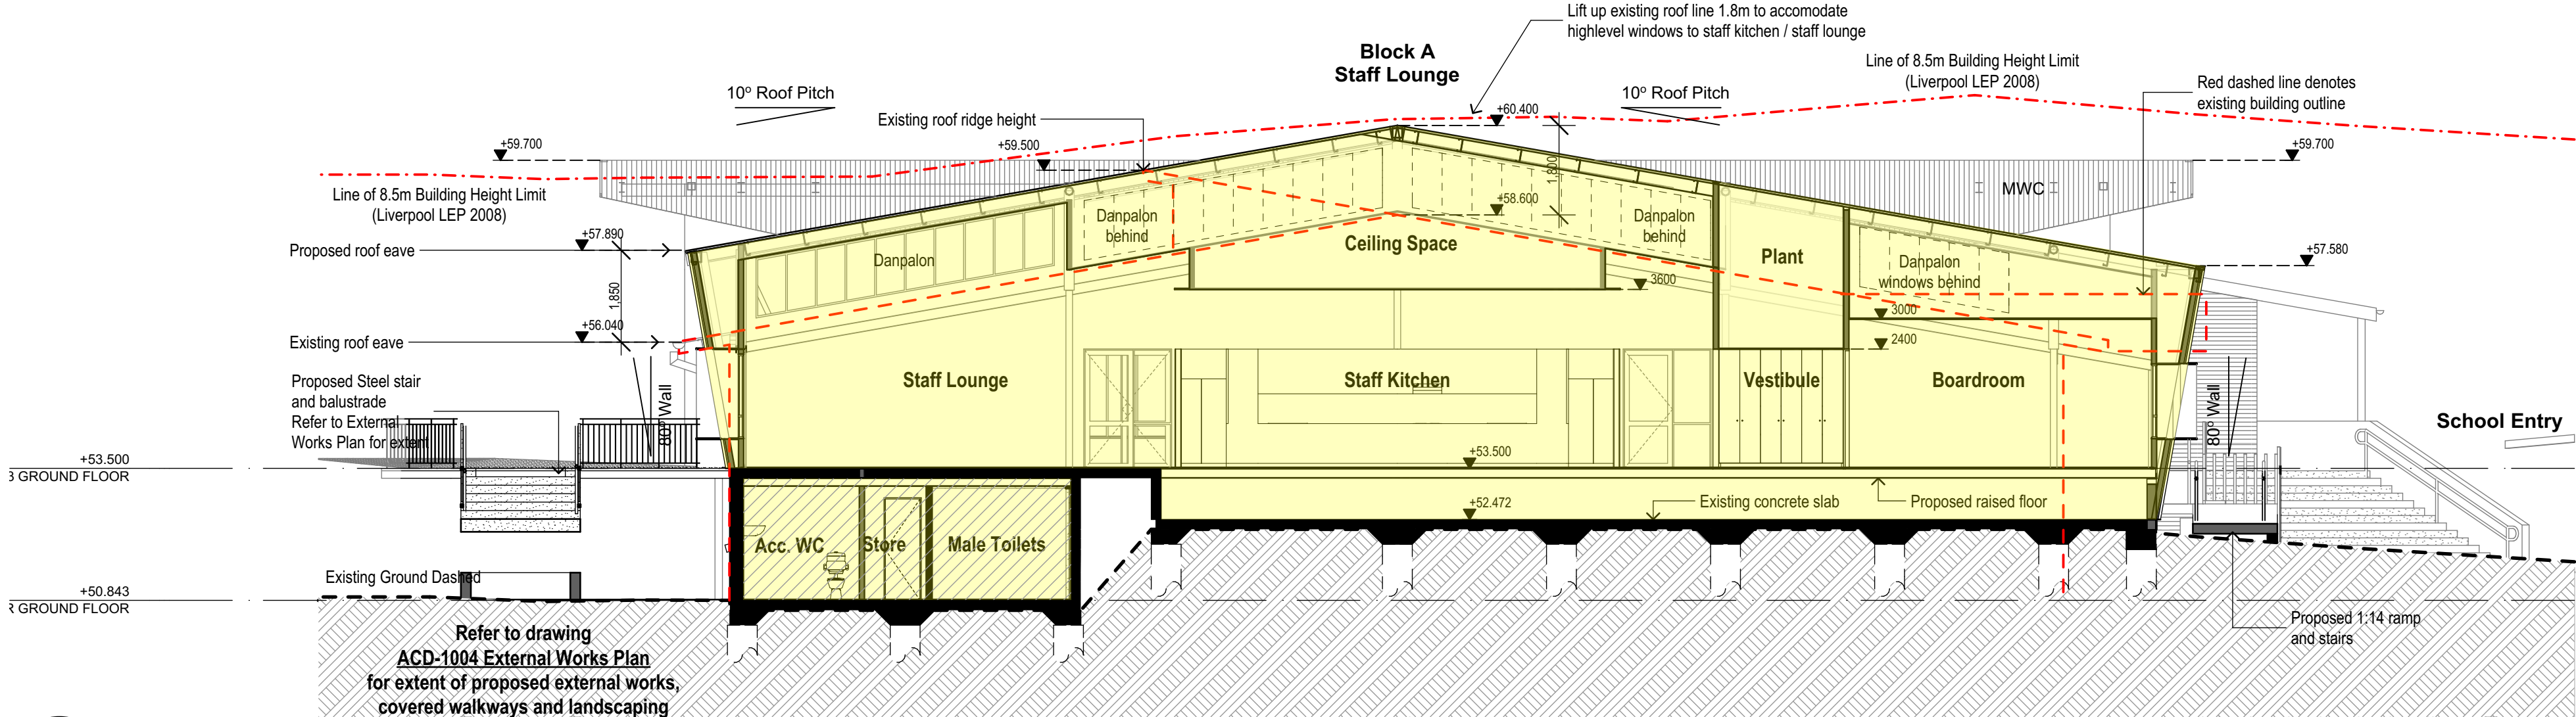 Lift up existing roof line 1.8m to accomodate
highlevel windows to staff kitchen / staff lounge
Block A
Staff Lounge
Line of 8.5m Building Height Limit
(Liverpool LEP 2008)
Red dashed line denotes
existing building outline
10° Roof Pitch
10° Roof Pitch
Existing roof ridge height
+60.400
+59.700
+59.500
+59.700
1,800
Line of 8.5m Building Height Limit
(Liverpool LEP 2008)
MWC
Danpalon
behind
+58.600
Danpalon
behind
Ceiling Space
+57.890
Proposed roof eave
Danpalon
Plant
Danpalon
windows behind
+57.580
3600
1,850
3000
+56.040
Existing roof eave
2400
Proposed Steel stair
and balustrade
Refer to External
Works Plan for extent
80° Wall
Staff Lounge
Staff Kitchen
Vestibule
Boardroom
80° Wall
School Entry
+53.500
GROUND FLOOR
+53.500
+52.472
Existing concrete slab
Proposed raised floor
Acc. WC
Store
Male Toilets
Existing Ground Dashed
+50.843
R GROUND FLOOR
Proposed 1:14 ramp
and stairs
Refer to drawing
ACD-1004 External Works Plan
for extent of proposed external works,
covered walkways and landscaping